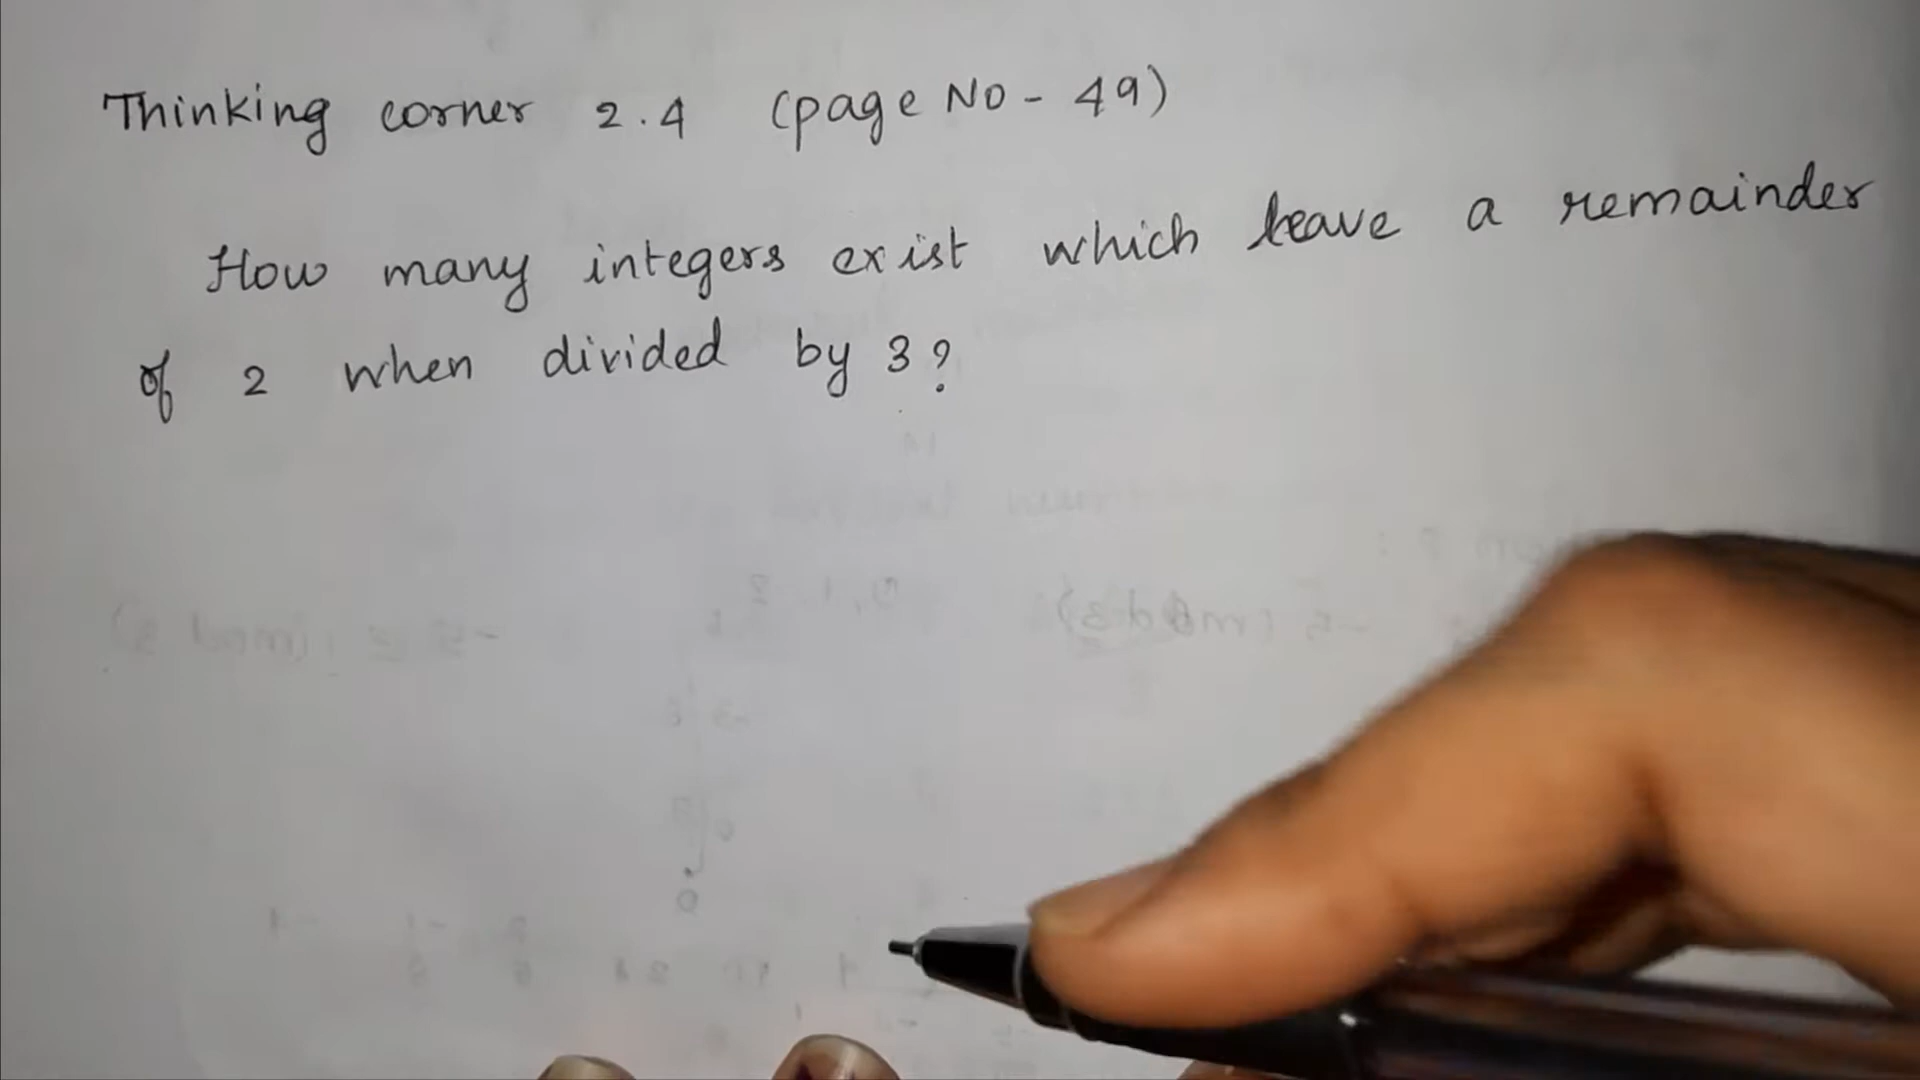 Thinking corner 2.4 (page No - 49)
How many integers exist which leave a remainder
of 2 when divided by 3?